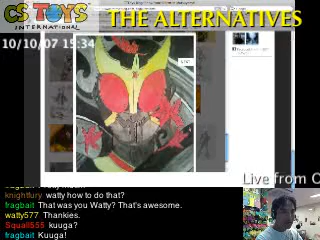 CS TOYS
INTERNATIONAL
THE ALTERNATIVES
10/10/07 15:34
Live from C
knightfury watty how to do that?
fragbait That was you Watty? That's awesome.
watty577 Thankies.
Squall555 kuuga?
fragbait Kuuga!